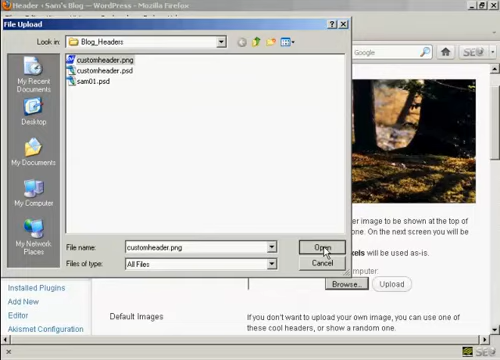 Header ‹ Sam's Blog — WordPress - Mozilla Firefox
File Upload
Look in:
Blog_Headers
customheader.png
customheader.psd
sam01.psd
My Recent
Documents
Desktop
My Documents
My Computer
My Network
Places
File name:
customheader.png
Open
Files of type:
All Files
Cancel
Google
er image to be shown at the top of
On the next screen you will be
will be used as-is.
mputer
Browse...
Upload
Installed Plugins
Add New
Editor
Akismet Configuration
Default Images
If you don't want to upload your own image, you can use one of
these cool headers, or show a random one.